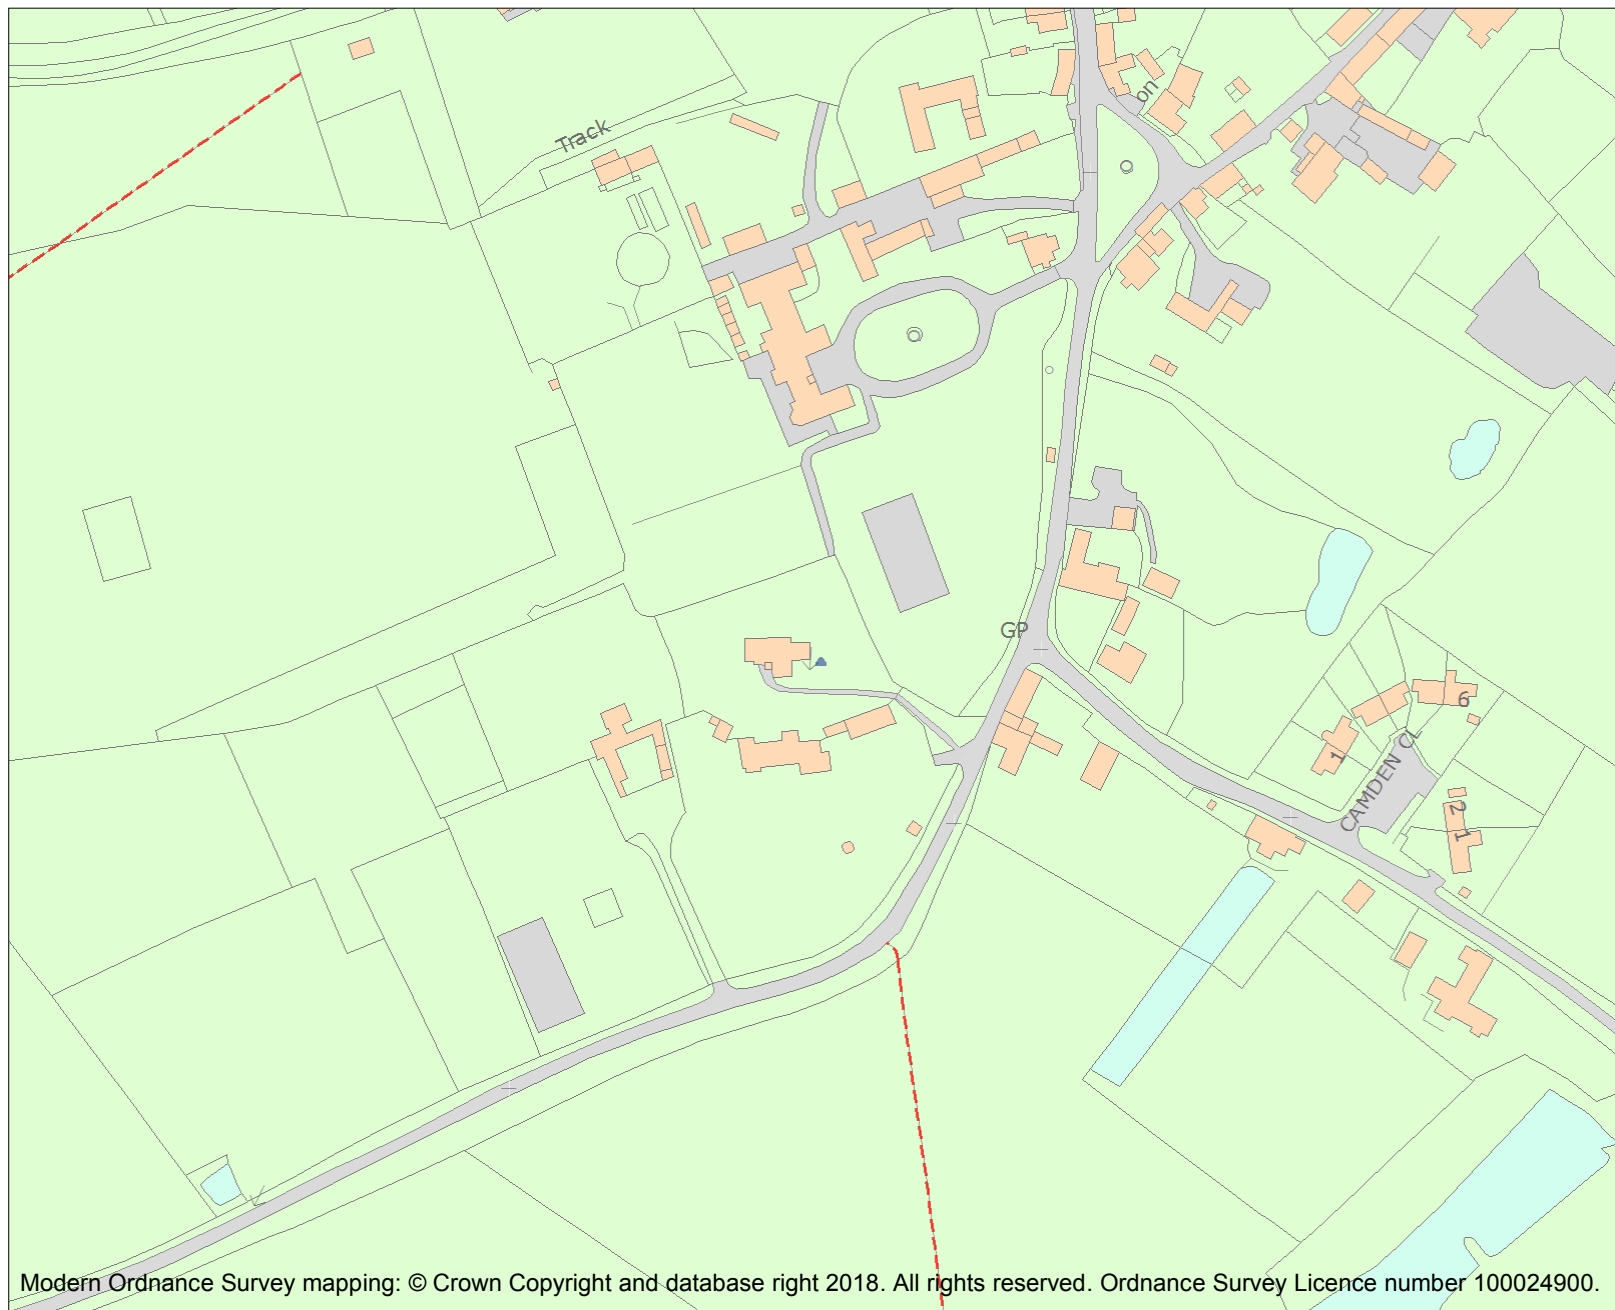 on
Track
GP
6
1
CAMDEN CL
2
1
Modern Ordnance Survey mapping: © Crown Copyright and database right 2018. All rights reserved. Ordnance Survey Licence number 100024900.